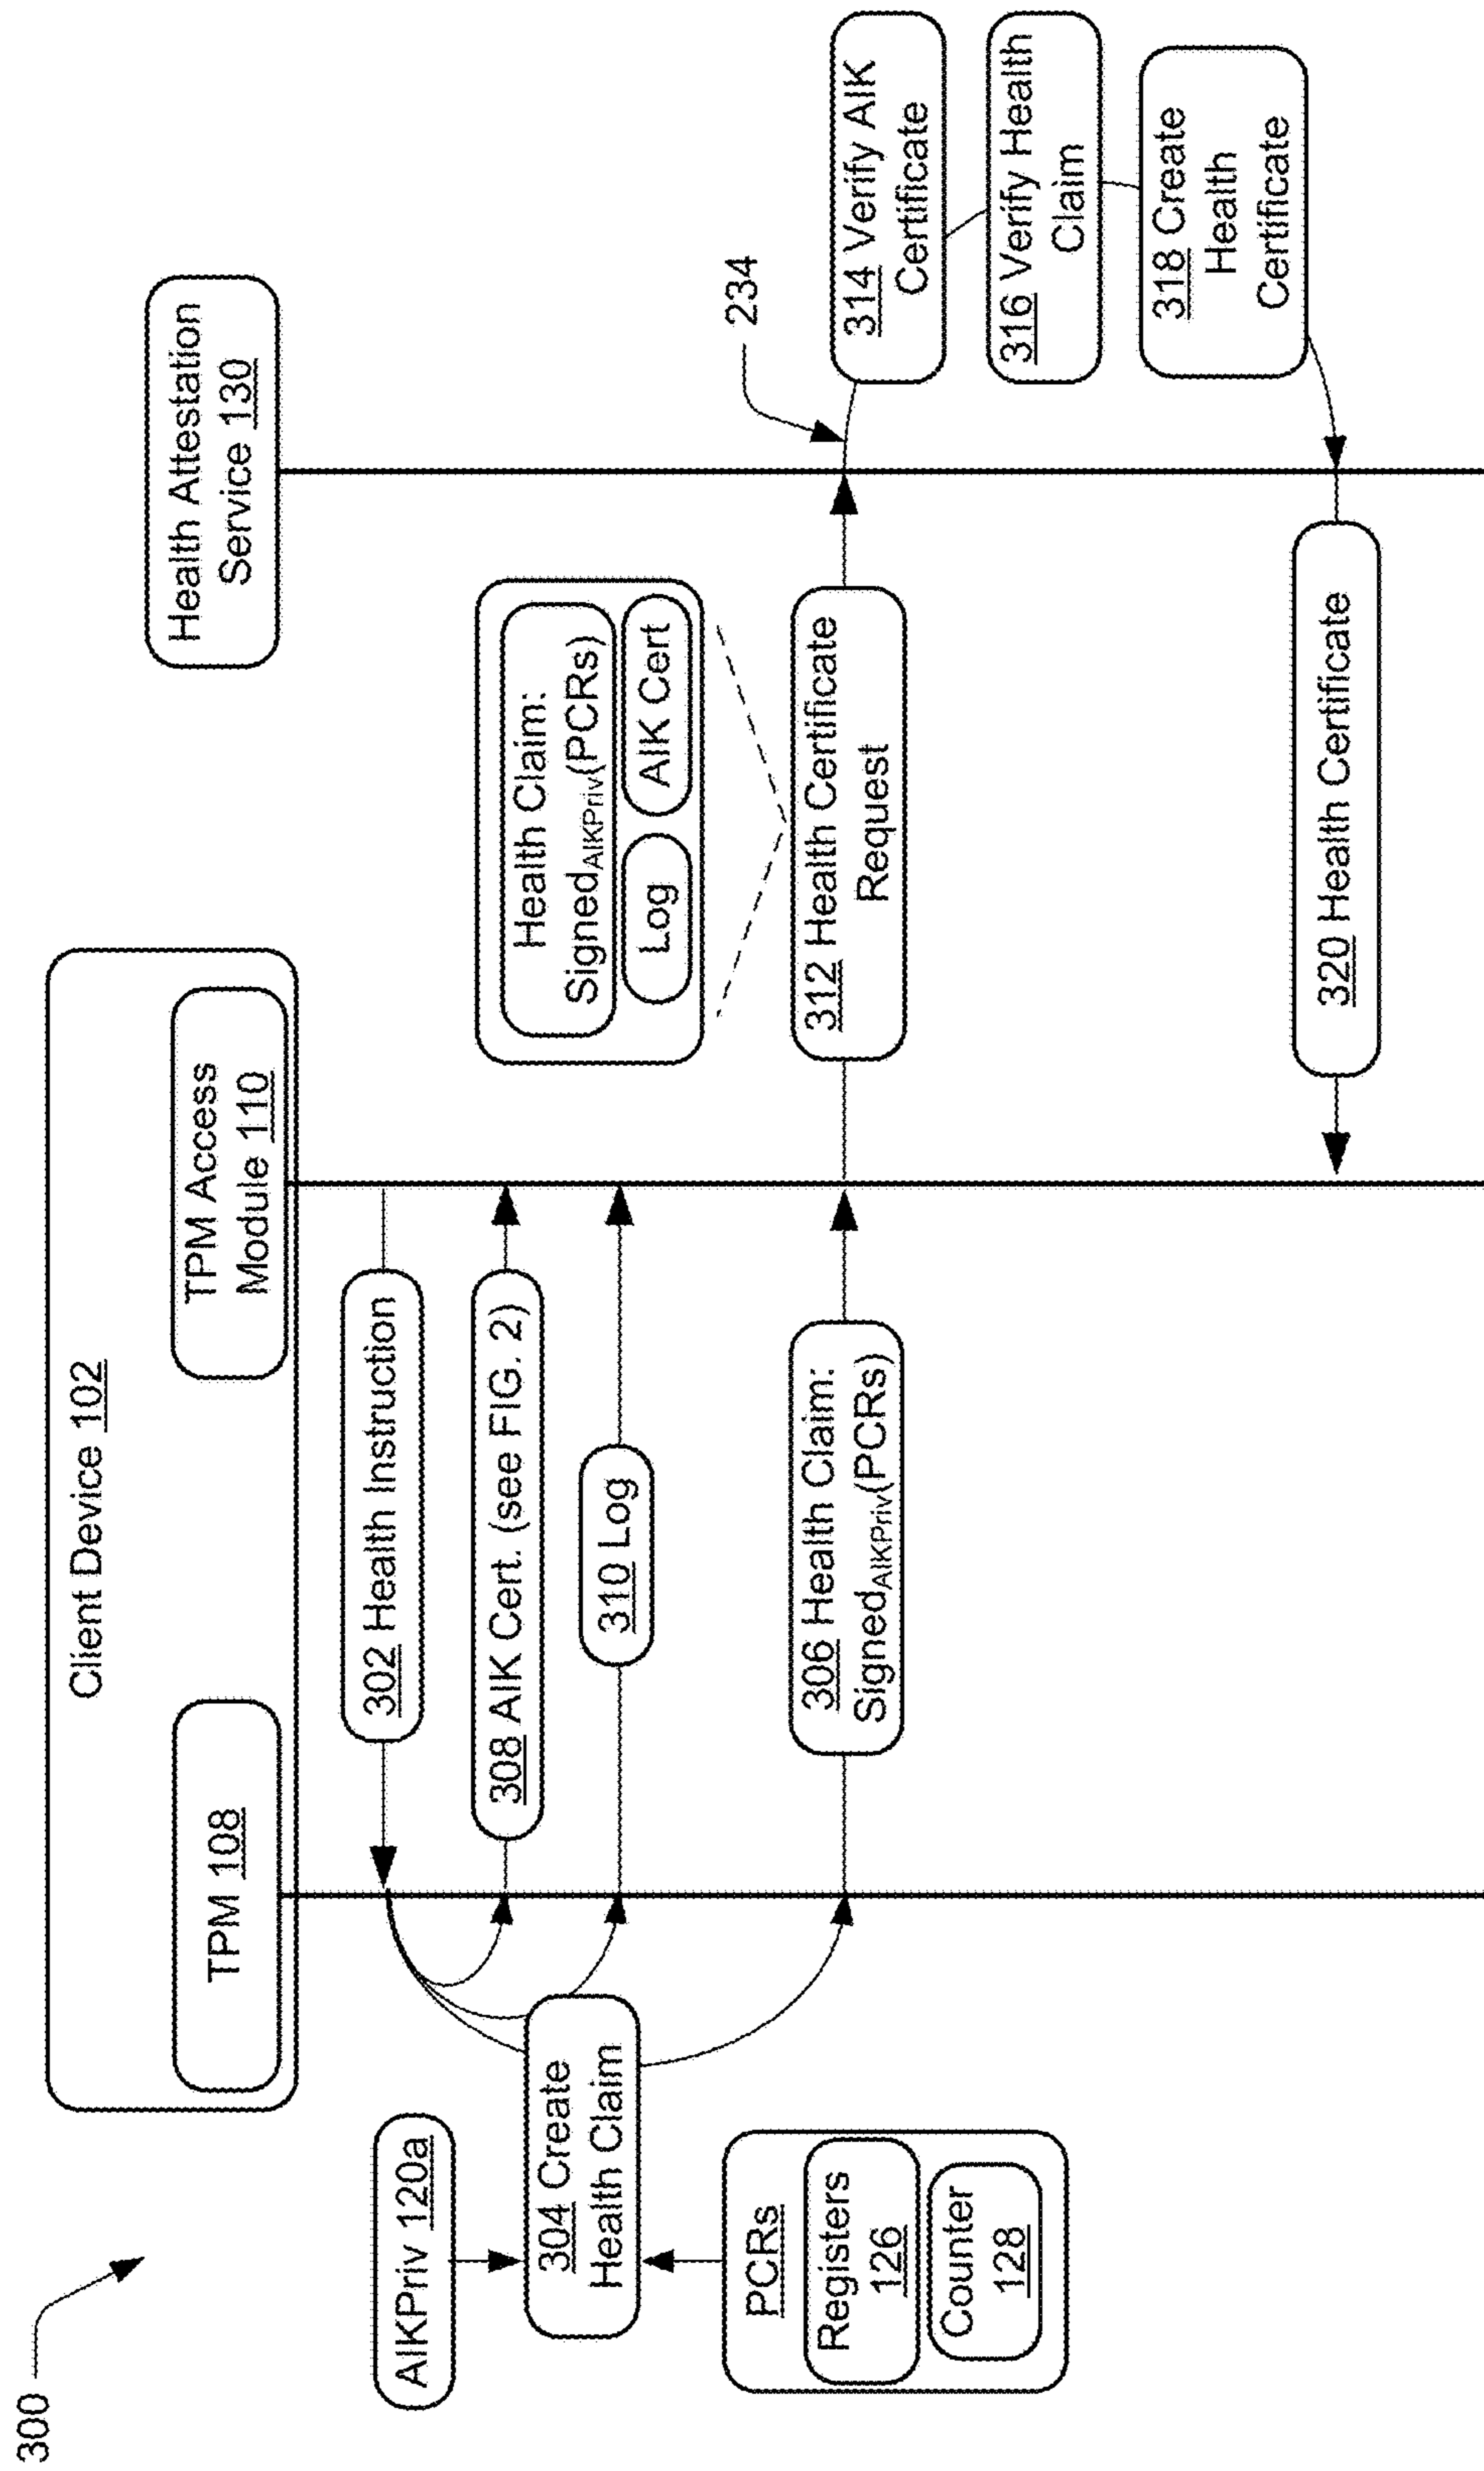 300
Client Device 102
TPM 108
TPM Access
Module 110
Health Attestation
Service 130
AIKPriv 120a
304 Create
Health Claim
PCRs
Registers
126
Counter
128
302 Health Instruction
308 AIK Cert. (see FIG. 2)
310 Log
306 Health Claim:
SignedAIKPriv(PCRs)
Health Claim:
SignedAIKPriv(PCRs)
Log
AIK Cert
312 Health Certificate
Request
234
314 Verify AIK
Certificate
316 Verify Health
Claim
318 Create
Health
Certificate
320 Health Certificate